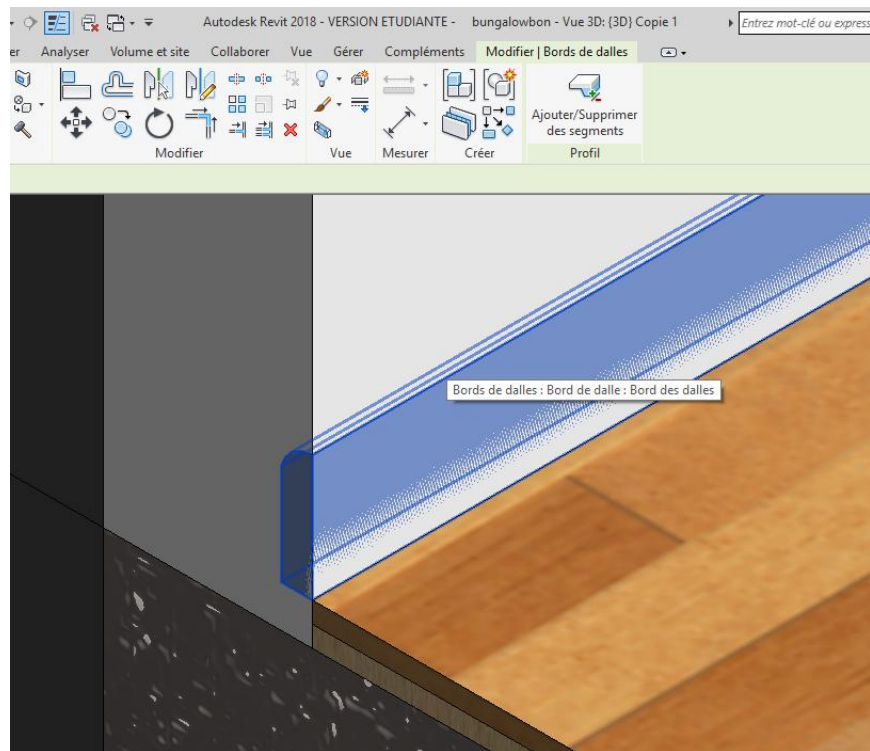 Autodesk Revit 2018 - VERSION ETUDIANTE - bungalowbon - Vue 3D: {3D} Copie 1
Entrez mot-clé ou express
er Analyser Volume et site Collaborer Vue Gérer Compléments Modifier | Bords de dalles
Ajouter/Supprimer
des segments
Modifier Vue Mesurer Créer Profil
Bords de dalles : Bord de dalle : Bord des dalles